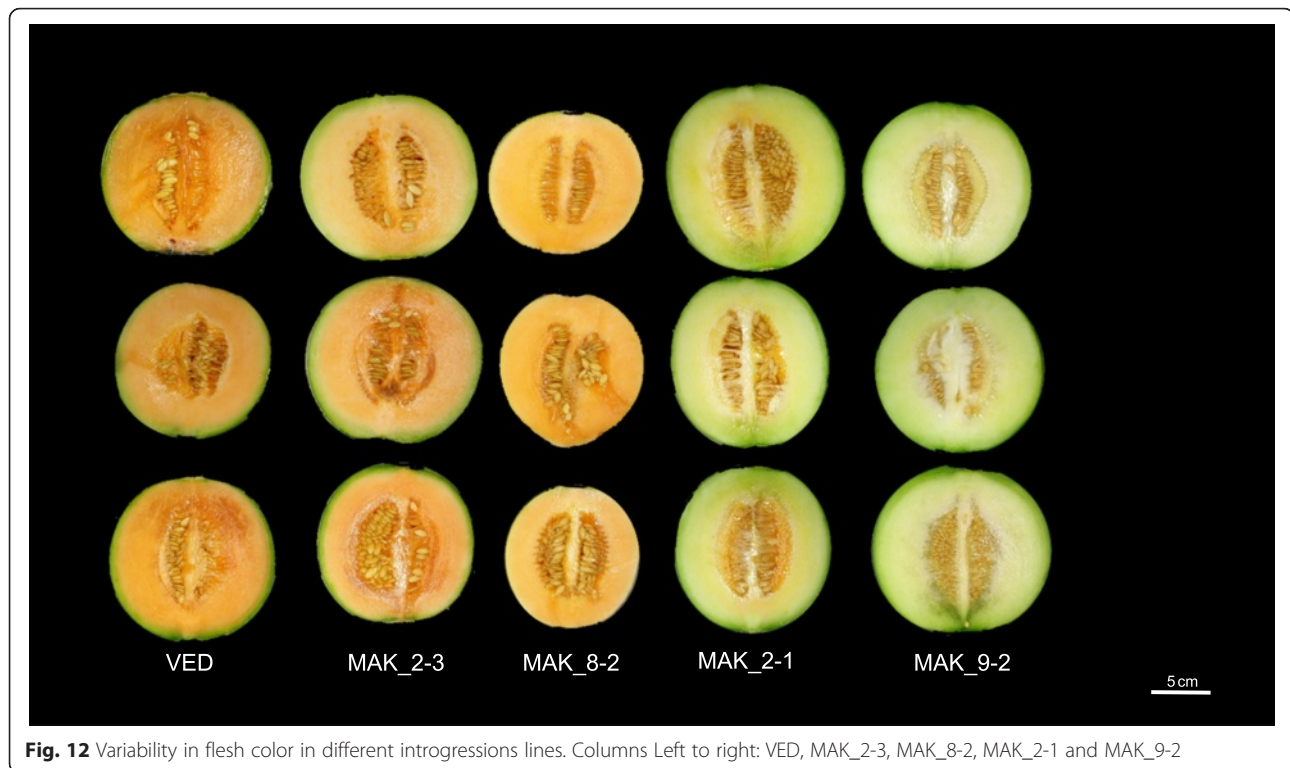 VED MAK_2-3 MAK_8-2 MAK_2-1 MAK_9-2
5 cm
Fig. 12 Variability in flesh color in different introgressions lines. Columns Left to right: VED, MAK_2-3, MAK_8-2, MAK_2-1 and MAK_9-2